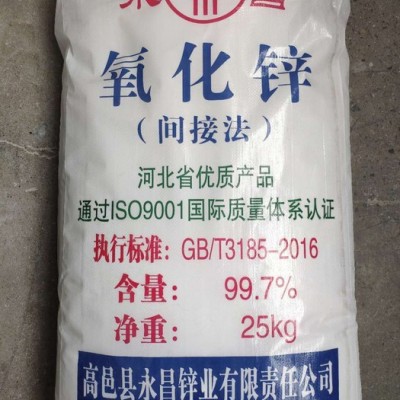 永 昌
氧化锌
(间接法)
河北省优质产品
通过ISO9001国际质量体系认证
执行标准: GB/T3185-2016
含量: 99.7%
净重: 25kg
高邑县永昌锌业有限责任公司